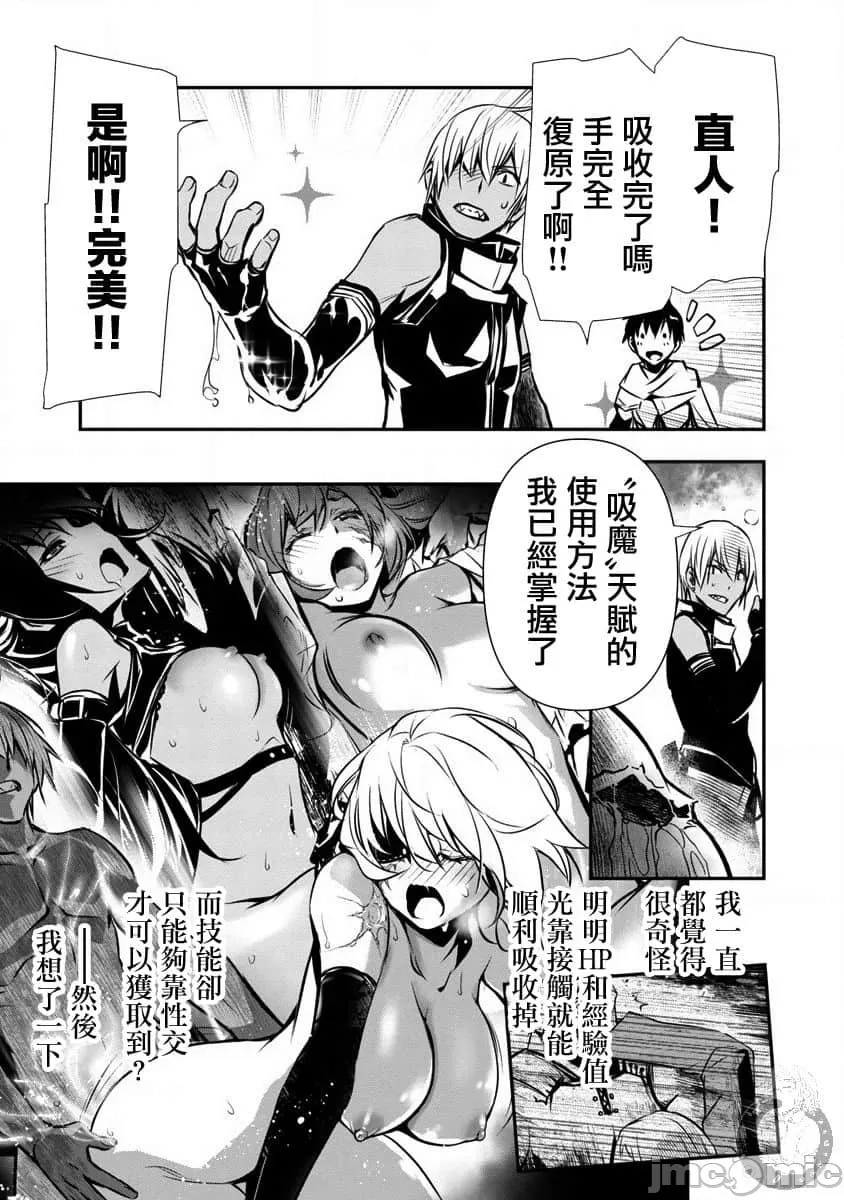 直人！
吸收完了嗎
手完全
復原了啊!!
是啊!!完美!!
〝吸魔〞天賦的
使用方法
我已經掌握了
我一直
都覺得
很奇怪
明明HP和經驗值
光靠接觸就能
順利吸收掉
而技能卻
只能夠靠性交
才可以獲取到？
——然後
我想了一下
jmcomic